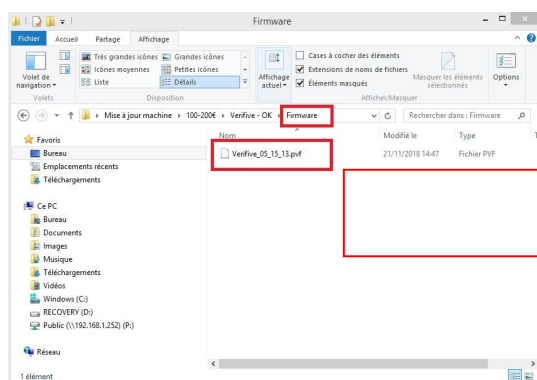 Firmware
Fichier Accueil Partage Affichage
Volet de navigation
Très grandes icônes Grandes icônes
Icônes moyennes Petites icônes
Liste Détails
Affichage actuel
Cases à cocher des éléments
Extensions de noms de fichiers
Éléments masqués
Masquer les éléments sélectionnés
Options
Volets Disposition Afficher/Masquer
Mise à jour machine 100-200€ Verifive - OK Firmware
Rechercher dans : Firmware
Nom Modifié le Type T
Verifive_05_15_13.pvf 21/11/2018 14:47 Fichier PVF
Favoris
Bureau
Emplacements récents
Téléchargements
Ce PC
Bureau
Documents
Images
Musique
Téléchargements
Vidéos
Windows (C:)
RECOVERY (D:)
Public (\\192.168.1.252) (P:)
Réseau
1 élément